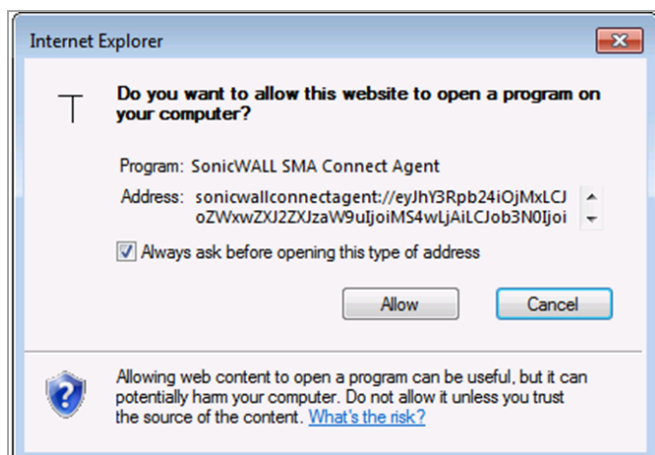 Internet Explorer
Do you want to allow this website to open a program on
your computer?
Program: SonicWALL SMA Connect Agent
Address: sonicwallconnectagent://eyJhY3Rpb24iOjMxLCJ
oZWxwZXJ2ZXJzaW9uIjoiMS4wLjAiLCJob3N0Ijoi
Always ask before opening this type of address
Allow Cancel
Allowing web content to open a program can be useful, but it can
potentially harm your computer. Do not allow it unless you trust
the source of the content. What's the risk?